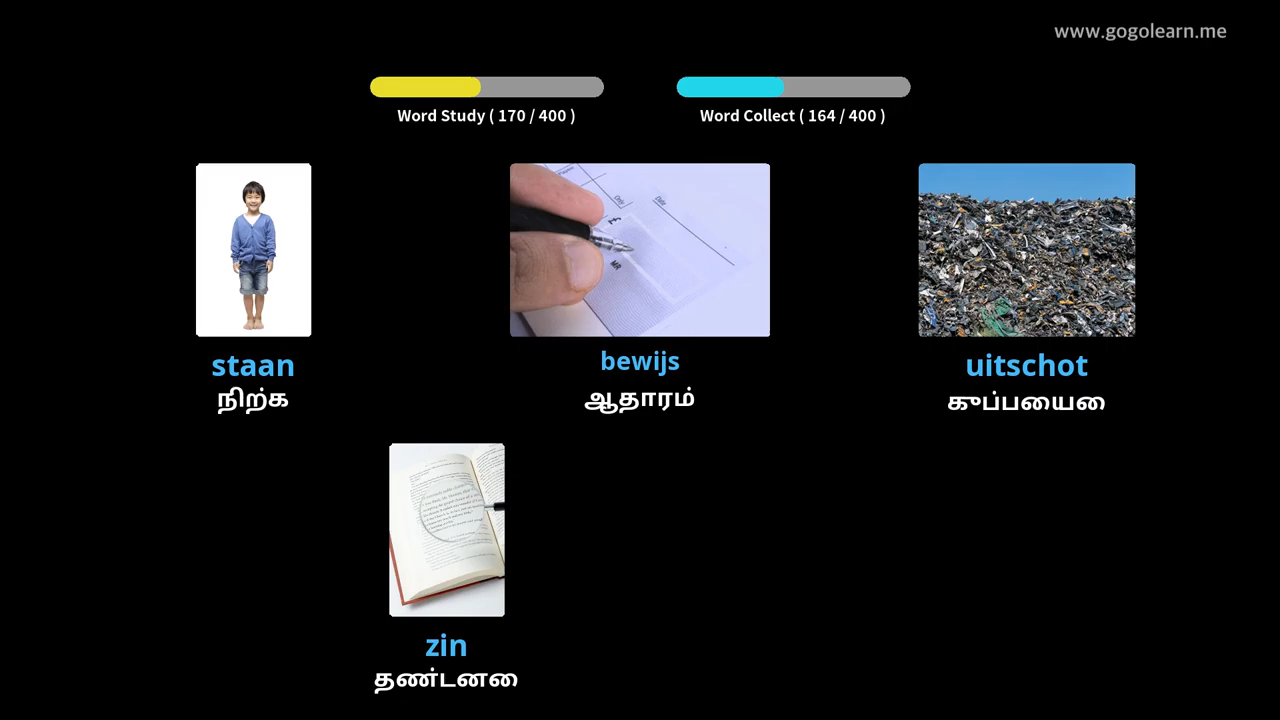 www.gogolearn.me
Word Study ( 170 / 400 )
Word Collect ( 164 / 400 )
staan
bewijs
uitschot
நிற்க
ஆதாரம்
குப்பையை
zin
தண்டனை